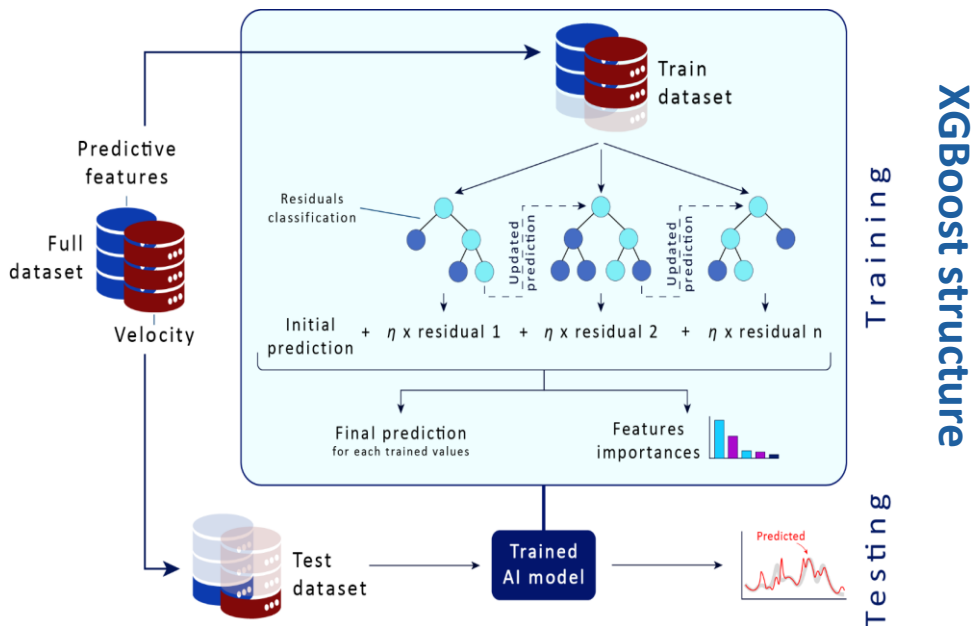 XGBoost structure
Training
Testing
Train
dataset
Predictive
features
Full
dataset
Velocity
Residuals
classification
Updated
prediction
Updated
prediction
Initial
prediction
+ η x residual 1 + η x residual 2 + η x residual n
Final prediction
for each trained values
Features
importances
Test
dataset
Trained
AI model
Predicted